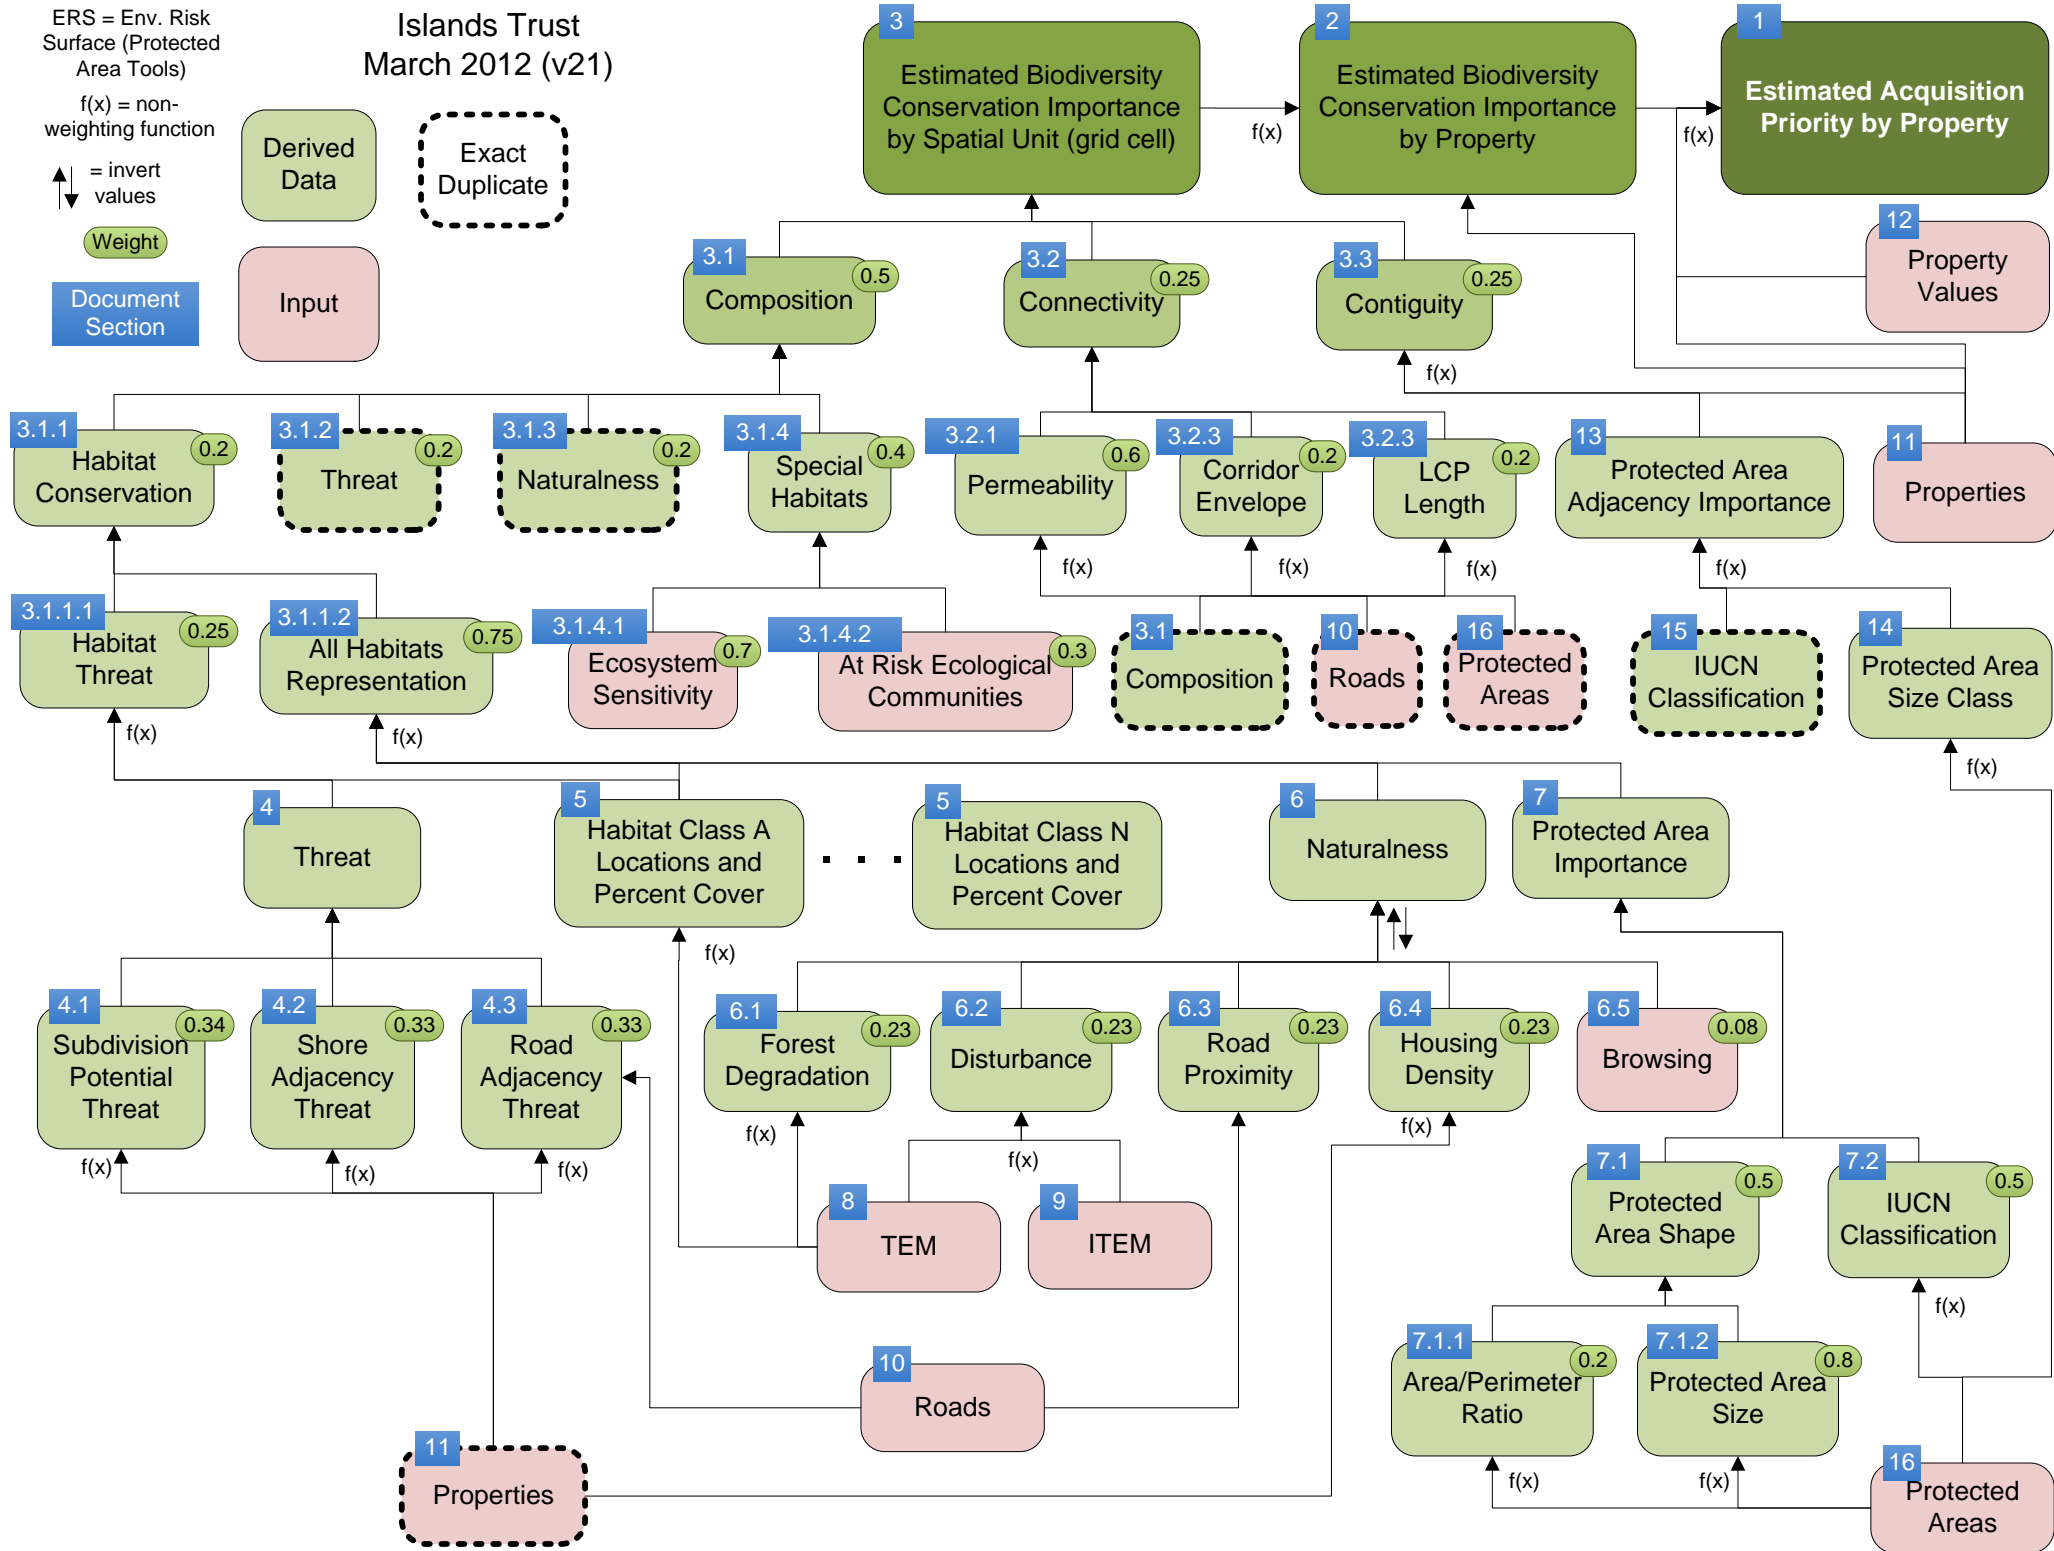 ERS = Env. Risk
Surface (Protected
Area Tools)
f(x) = non-
weighting function
= invert
values
Weight
Document
Section
Derived
Data
Input
Exact
Duplicate
Islands Trust
March 2012 (v21)
3
Estimated Biodiversity
Conservation Importance
by Spatial Unit (grid cell)
f(x)
2
Estimated Biodiversity
Conservation Importance
by Property
f(x)
1
Estimated Acquisition
Priority by Property
12
Property
Values
3.1
0.5
Composition
3.2
0.25
Connectivity
3.3
0.25
Contiguity
f(x)
3.1.1
0.2
Habitat
Conservation
3.1.2
0.2
Threat
3.1.3
0.2
Naturalness
3.1.4
0.4
Special
Habitats
3.2.1
0.6
Permeability
3.2.3
0.2
Corridor
Envelope
3.2.3
0.2
LCP
Length
13
Protected Area
Adjacency Importance
11
Properties
f(x)
f(x)
f(x)
f(x)
3.1.1.1
0.25
Habitat
Threat
3.1.1.2
0.75
All Habitats
Representation
3.1.4.1
0.7
Ecosystem
Sensitivity
3.1.4.2
0.3
At Risk Ecological
Communities
3.1
Composition
10
Roads
16
Protected
Areas
15
IUCN
Classification
14
Protected Area
Size Class
f(x)
f(x)
f(x)
4
Threat
5
Habitat Class A
Locations and
Percent Cover
. . .
5
Habitat Class N
Locations and
Percent Cover
6
Naturalness
7
Protected Area
Importance
f(x)
4.1
0.34
Subdivision
Potential
Threat
4.2
0.33
Shore
Adjacency
Threat
4.3
0.33
Road
Adjacency
Threat
6.1
0.23
Forest
Degradation
6.2
0.23
Disturbance
6.3
0.23
Road
Proximity
6.4
0.23
Housing
Density
6.5
0.08
Browsing
f(x)
f(x)
f(x)
f(x)
f(x)
f(x)
7.1
0.5
Protected
Area Shape
7.2
0.5
IUCN
Classification
8
TEM
9
ITEM
f(x)
7.1.1
0.2
Area/Perimeter
Ratio
7.1.2
0.8
Protected Area
Size
10
Roads
11
Properties
f(x)
f(x)
16
Protected
Areas